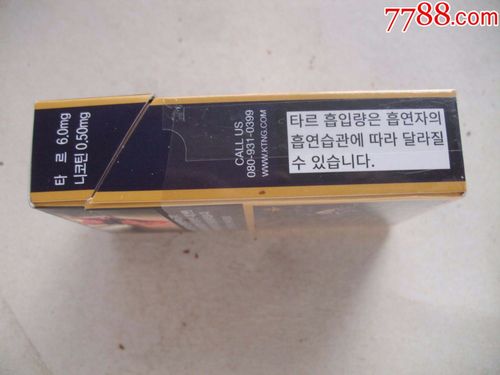 7788.com
타 르 6.0mg
니코틴 0.50mg
CALL US
080-931-0399
WWW.KTNG.COM
타르 흡입량은 흡연자의
흡연습관에 따라 달라질
수 있습니다.